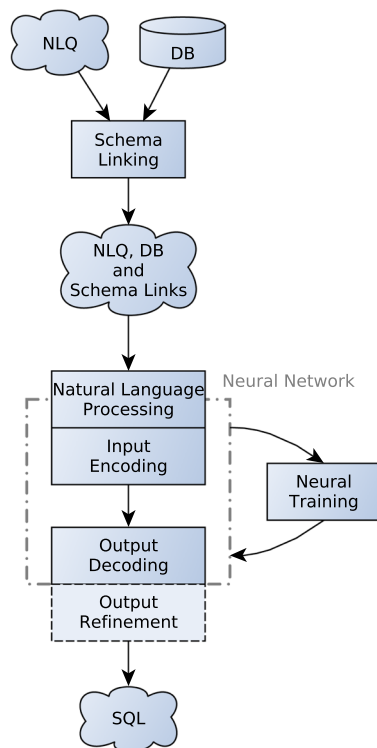 NLQ
DB
Schema
Linking
NLQ, DB
and
Schema Links
Neural Network
Natural Language
Processing
Input
Encoding
Neural
Training
Output
Decoding
Output
Refinement
SQL